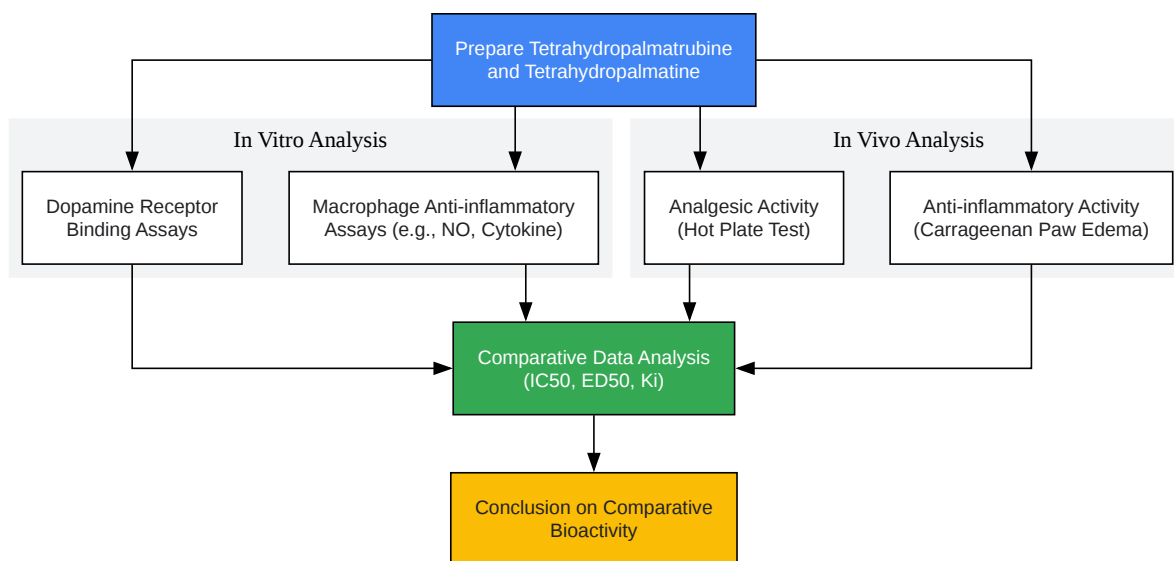 Prepare Tetrahydropalmatrubine
and Tetrahydropalmatine
In Vitro Analysis
In Vivo Analysis
Dopamine Receptor
Binding Assays
Macrophage Anti-inflammatory
Assays (e.g., NO, Cytokine)
Analgesic Activity
(Hot Plate Test)
Anti-inflammatory Activity
(Carrageenan Paw Edema)
Comparative Data Analysis
(IC50, ED50, Ki)
Conclusion on Comparative
Bioactivity